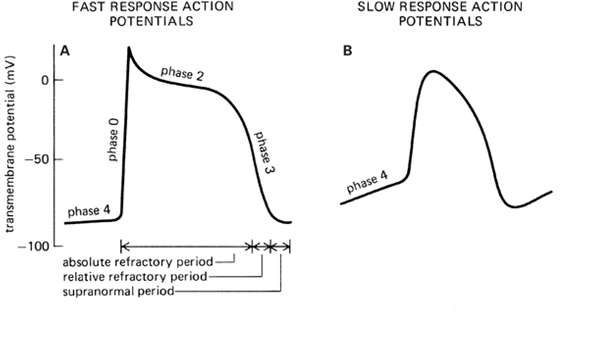 FAST RESPONSE ACTION
POTENTIALS
SLOW RESPONSE ACTION
POTENTIALS
A
B
transmembrane potential (mV)
0
−50
−100
phase 4
phase 0
phase 2
phase 3
phase 4
absolute refractory period
relative refractory period
supranormal period